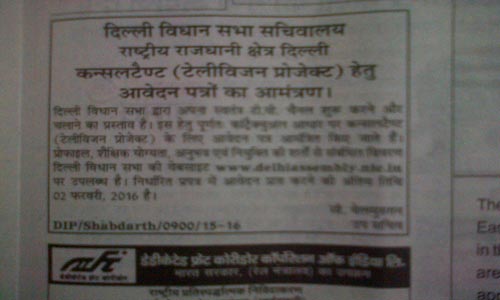 दिल्ली विधान सभा सचिवालय
राष्ट्रीय राजधानी क्षेत्र दिल्ली
कन्सलटैण्ट (टेलीविजन प्रोजेक्ट) हेतु
आवेदन पत्रों का आमंत्रण।
दिल्ली विधान सभा द्वारा अपना स्वतंत्र टी.वी. चैनल शुरू करने और
चलाने का प्रस्ताव है। इस हेतु पूर्णतः कांट्रैक्चुअल आधार पर कन्सलटैण्ट
(टेलीविजन प्रोजेक्ट) के लिए आवेदन पत्र आमंत्रित किए जाते हैं।
प्रोफाइल, शैक्षिक योग्यता, अनुभव एवं नियुक्ति की शर्तों से संबंधित विवरण
दिल्ली विधान सभा की वेबसाइट www.delhiassembly.nic.in
पर उपलब्ध है। निर्धारित प्रपत्र में आवेदन प्राप्त करने की अंतिम तिथि
02 फरवरी, 2016 है।
सी. वेलमुरुगन
उप सचिव
DIP/Shabdarth/0900/15-16
डेडीकेटेड फ्रेट कोरीडोर कॉर्पोरेशन ऑफ इंडिया लि.
भारत सरकार, (रेल मंत्रालय) का उपक्रम
डेडीकेटेड फ्रेट कोरीडोर
राष्ट्रीय प्रतिस्पर्द्धात्मक निविदाकरण
The
Eas
in th
are